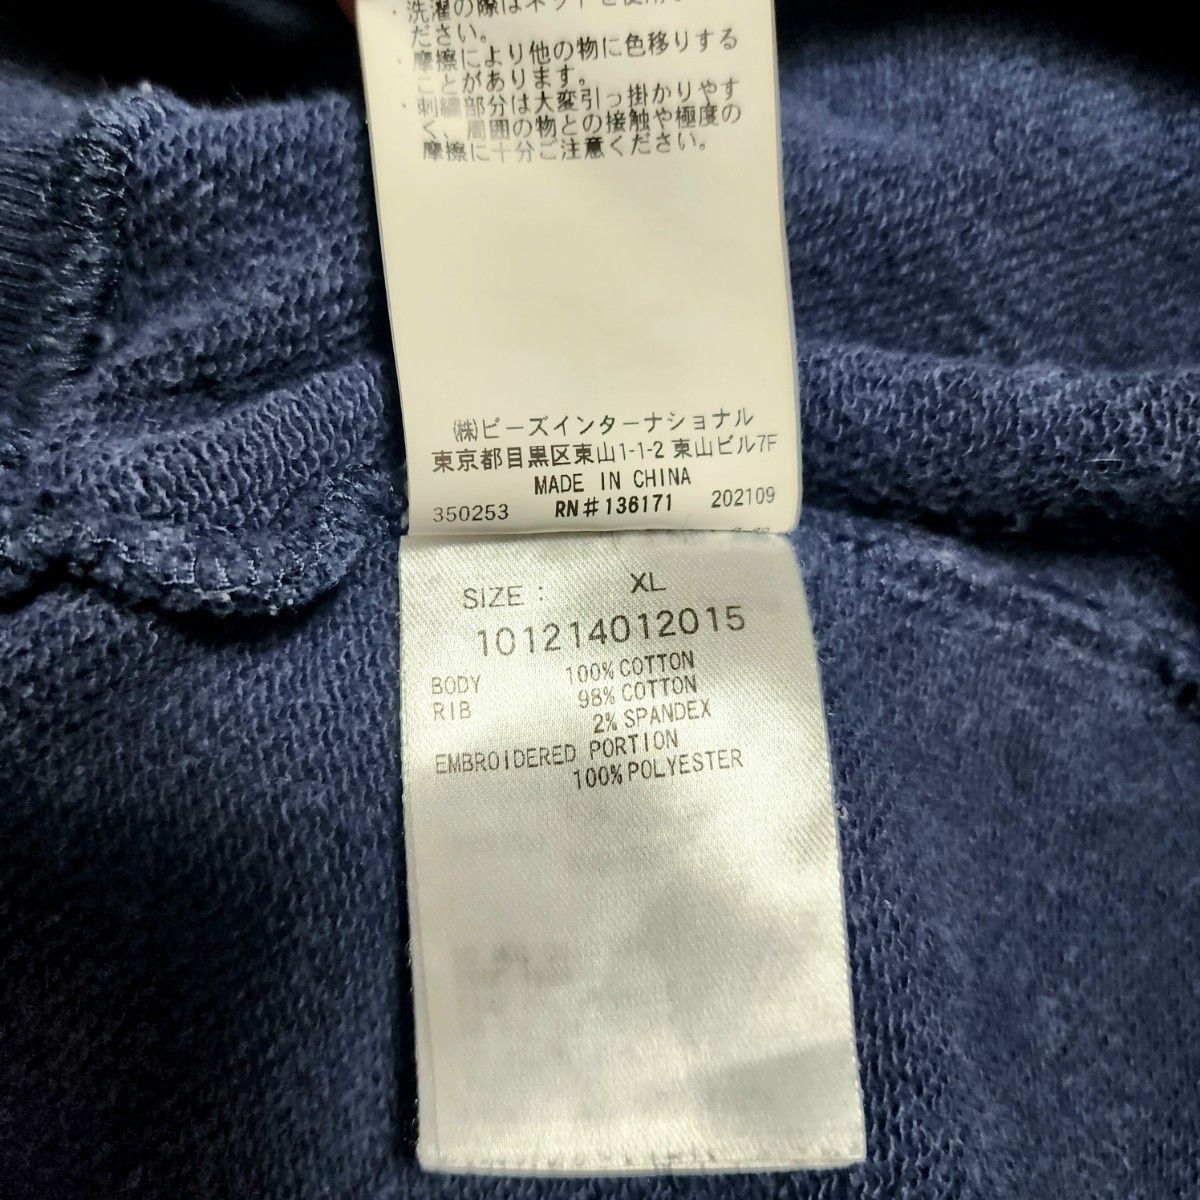 ・洗濯の際はネットを使用
ださい。
・摩擦により他の物に色移りする
ことがあります。
・刺繍部分は大変引っ掛かりやす
く、周囲の物との接触や極度の
摩擦に十分ご注意ください。
㈱ビーズインターナショナル
東京都目黒区東山1-1-2 東山ビル7F
MADE IN CHINA
350253 RN#136171 202109
SIZE : XL
101214012015
BODY 100% COTTON
RIB 98% COTTON
2% SPANDEX
EMBROIDERED PORTION
100% POLYESTER